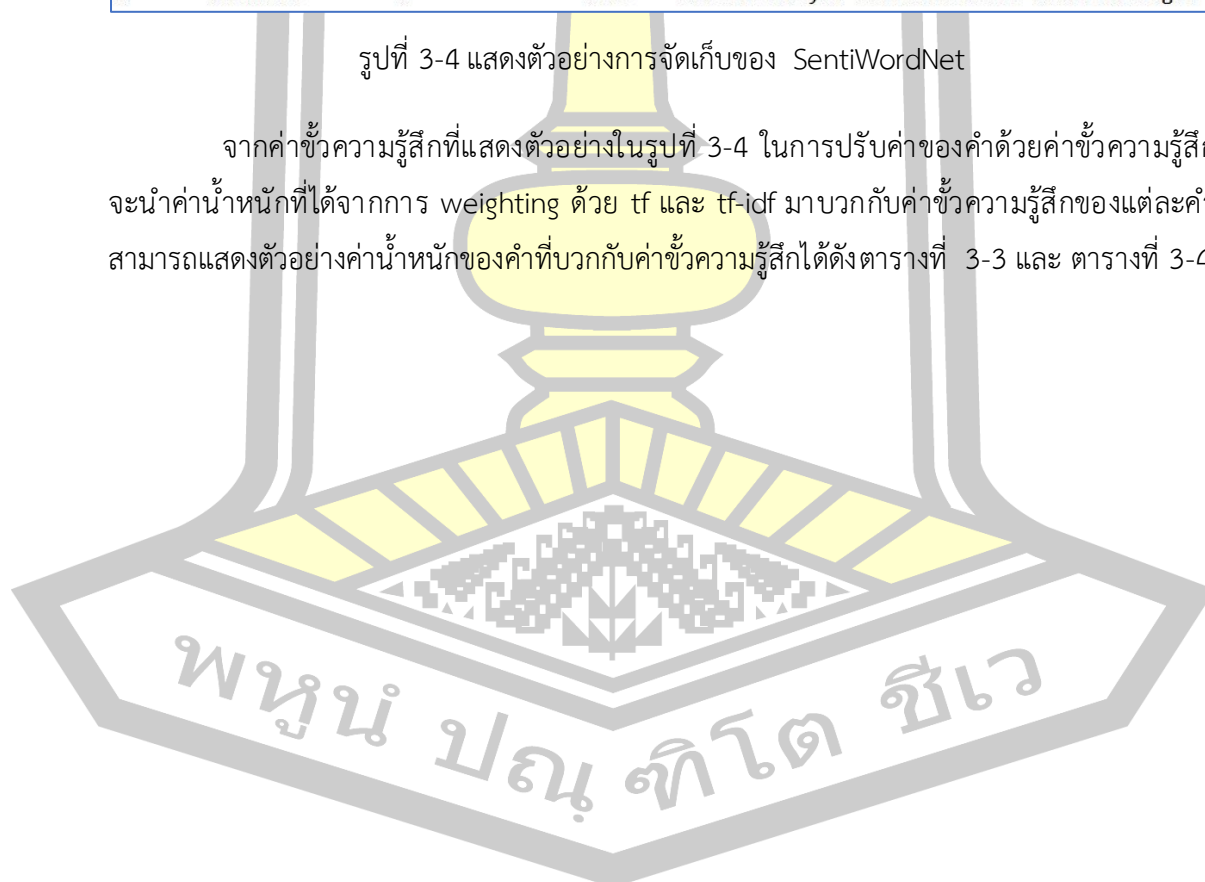 รูปที่ 3-4 แสดงตัวอย่างการจัดเก็บของ SentiWordNet
จากค่าขั้วความรู้สึกที่แสดงตัวอย่างในรูปที่ 3-4 ในการปรับค่าของคำด้วยค่าขั้วความรู้สึก
จะนำค่าน้ำหนักที่ได้จากการ weighting ด้วย tf และ tf-idf มาบวกกับค่าขั้วความรู้สึกของแต่ละคำ
สามารถแสดงตัวอย่างค่าน้ำหนักของคำที่บวกกับค่าขั้วความรู้สึกได้ดังตารางที่ 3-3 และ ตารางที่ 3-4
พหูนํ ปณฺฑิโต ชีเว